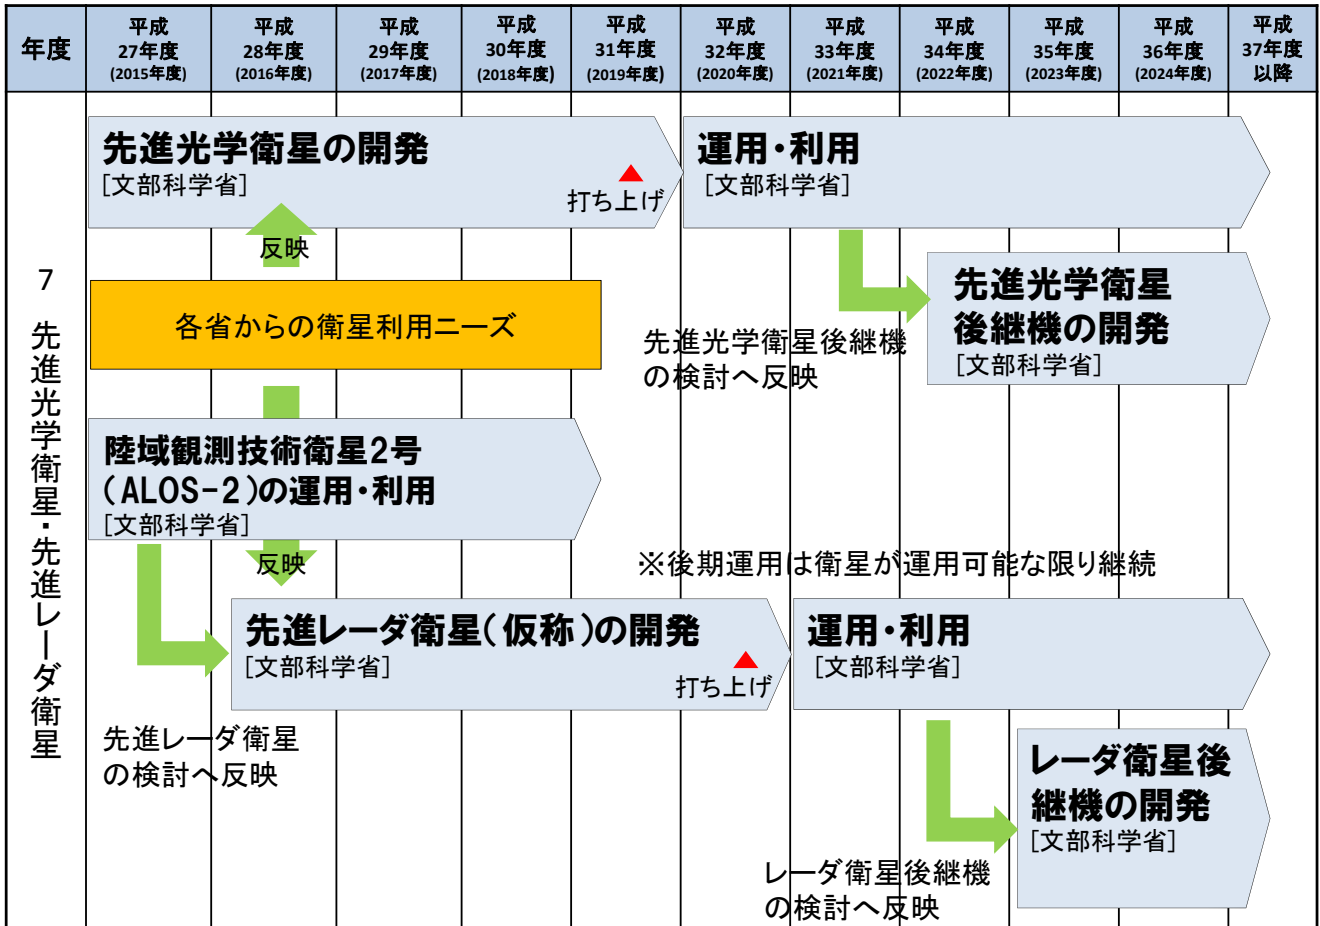 年度
平成
27年度
(2015年度)
平成
28年度
(2016年度)
平成
29年度
(2017年度)
平成
30年度
(2018年度)
平成
31年度
(2019年度)
平成
32年度
(2020年度)
平成
33年度
(2021年度)
平成
34年度
(2022年度)
平成
35年度
(2023年度)
平成
36年度
(2024年度)
平成
37年度
以降
7 先進光学衛星・先進レーダ衛星
先進光学衛星の開発
[文部科学省]
打ち上げ
運用・利用
[文部科学省]
反映
各省からの衛星利用ニーズ
先進光学衛星後継機
の検討へ反映
先進光学衛星
後継機の開発
[文部科学省]
陸域観測技術衛星2号
(ALOS-2)の運用・利用
[文部科学省]
反映
※後期運用は衛星が運用可能な限り継続
先進レーダ衛星(仮称)の開発
[文部科学省]
打ち上げ
運用・利用
[文部科学省]
先進レーダ衛星
の検討へ反映
レーダ衛星後
継機の開発
[文部科学省]
レーダ衛星後継機
の検討へ反映